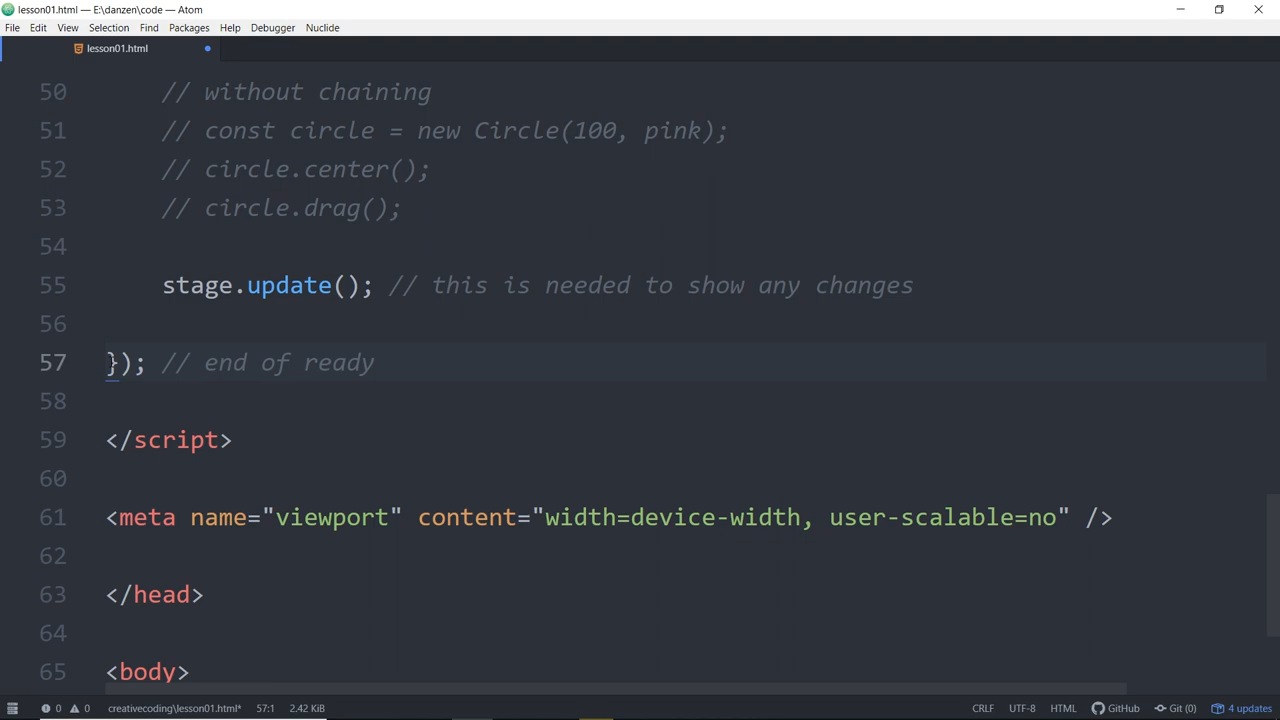 lesson01.html — E:\danzen\code — Atom
File Edit View Selection Find Packages Help Debugger Nuclide
lesson01.html
50 // without chaining
51 // const circle = new Circle(100, pink);
52 // circle.center();
53 // circle.drag();
54
55 stage.update(); // this is needed to show any changes
56
57 }); // end of ready
58
59 </script>
60
61 <meta name="viewport" content="width=device-width, user-scalable=no" />
62
63 </head>
64
65 <body>
0 0 creativecoding\lesson01.html* 57:1 2.42 KiB CRLF UTF-8 HTML GitHub Git (0) 4 updates